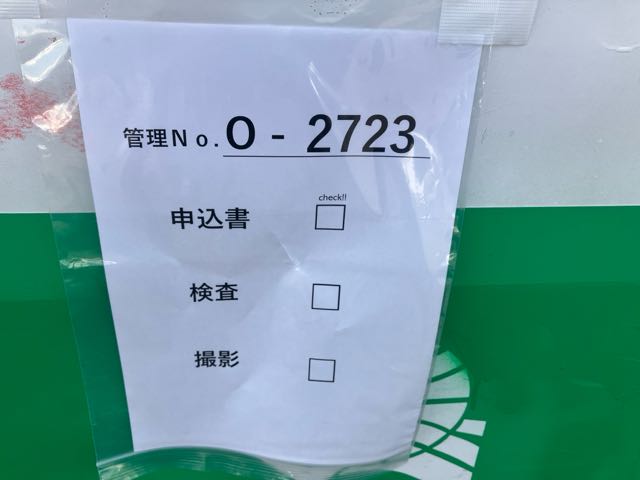 管理No. O - 2723
check!!
申込書 □
検査 □
撮影 □